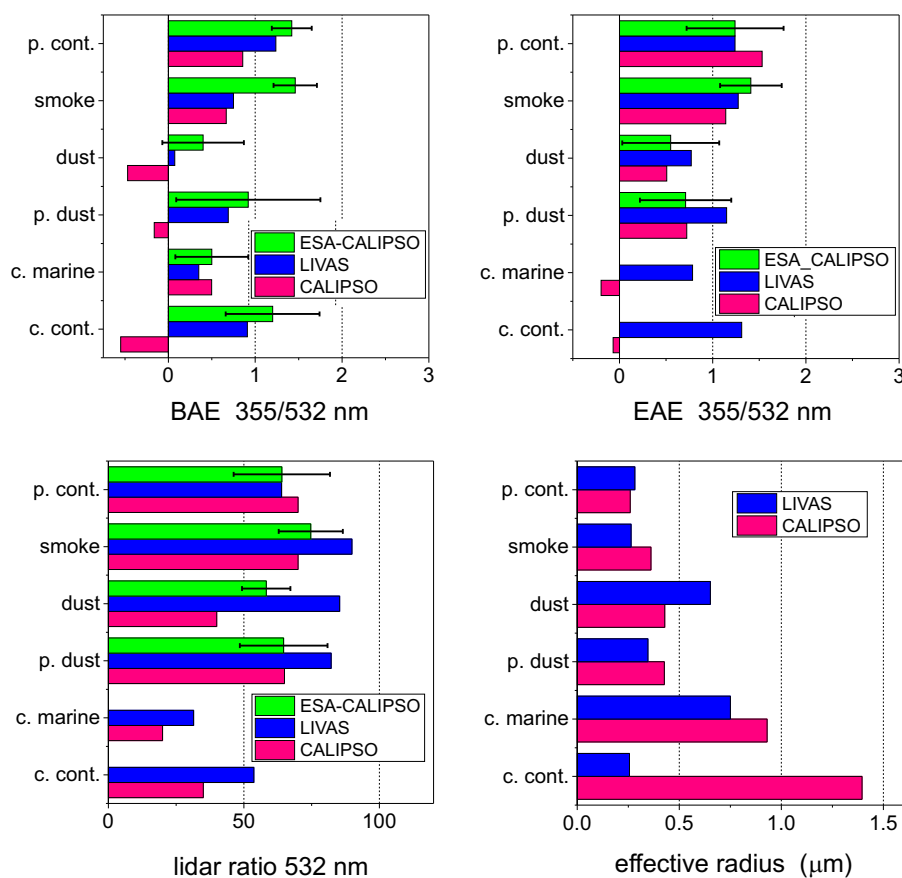 p. cont.
smoke
dust
p. dust
c. marine
c. cont.
ESA-CALIPSO
LIVAS
CALIPSO
0 1 2 3
BAE 355/532 nm
p. cont.
smoke
dust
p. dust
c. marine
c. cont.
ESA_CALIPSO
LIVAS
CALIPSO
0 1 2 3
EAE 355/532 nm
p. cont.
smoke
dust
p. dust
c. marine
c. cont.
ESA-CALIPSO
LIVAS
CALIPSO
0 50 100
lidar ratio 532 nm
p. cont.
smoke
dust
p. dust
c. marine
c. cont.
LIVAS
CALIPSO
0.0 0.5 1.0 1.5
effective radius (μm)